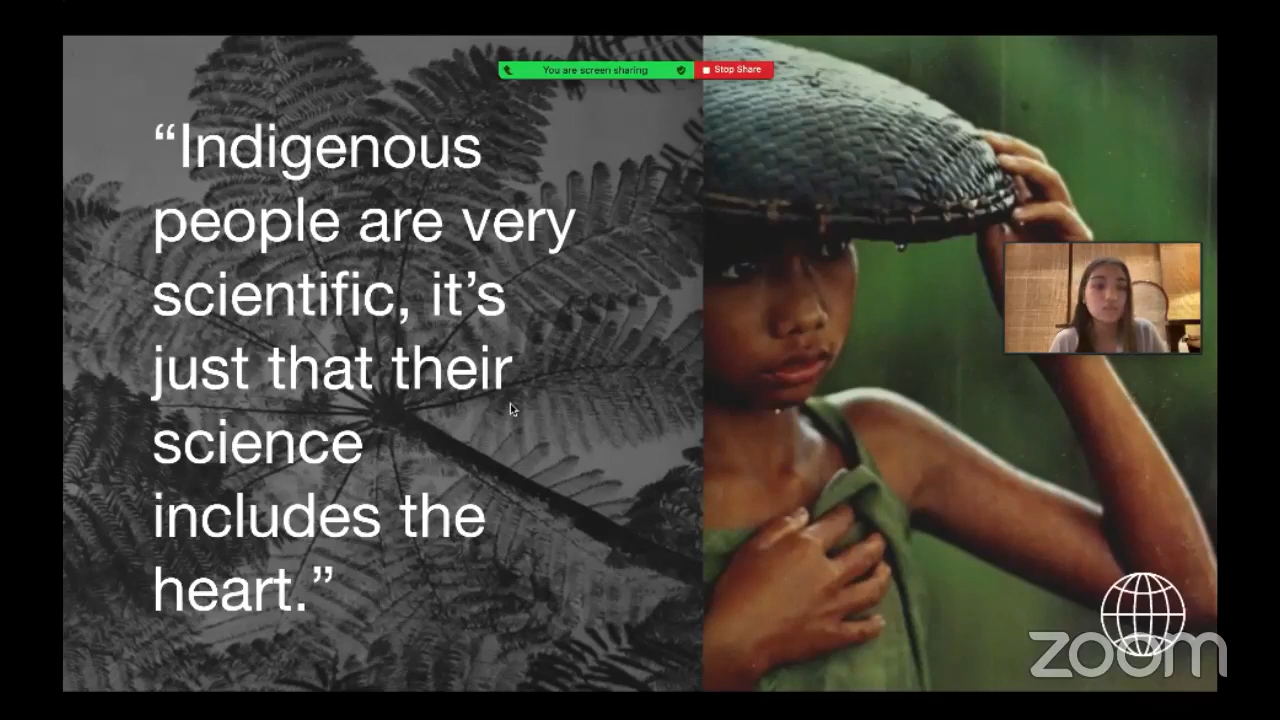 You are screen sharing
Stop Share
“Indigenous
people are very
scientific, it’s
just that their
science
includes the
heart.”
zoom